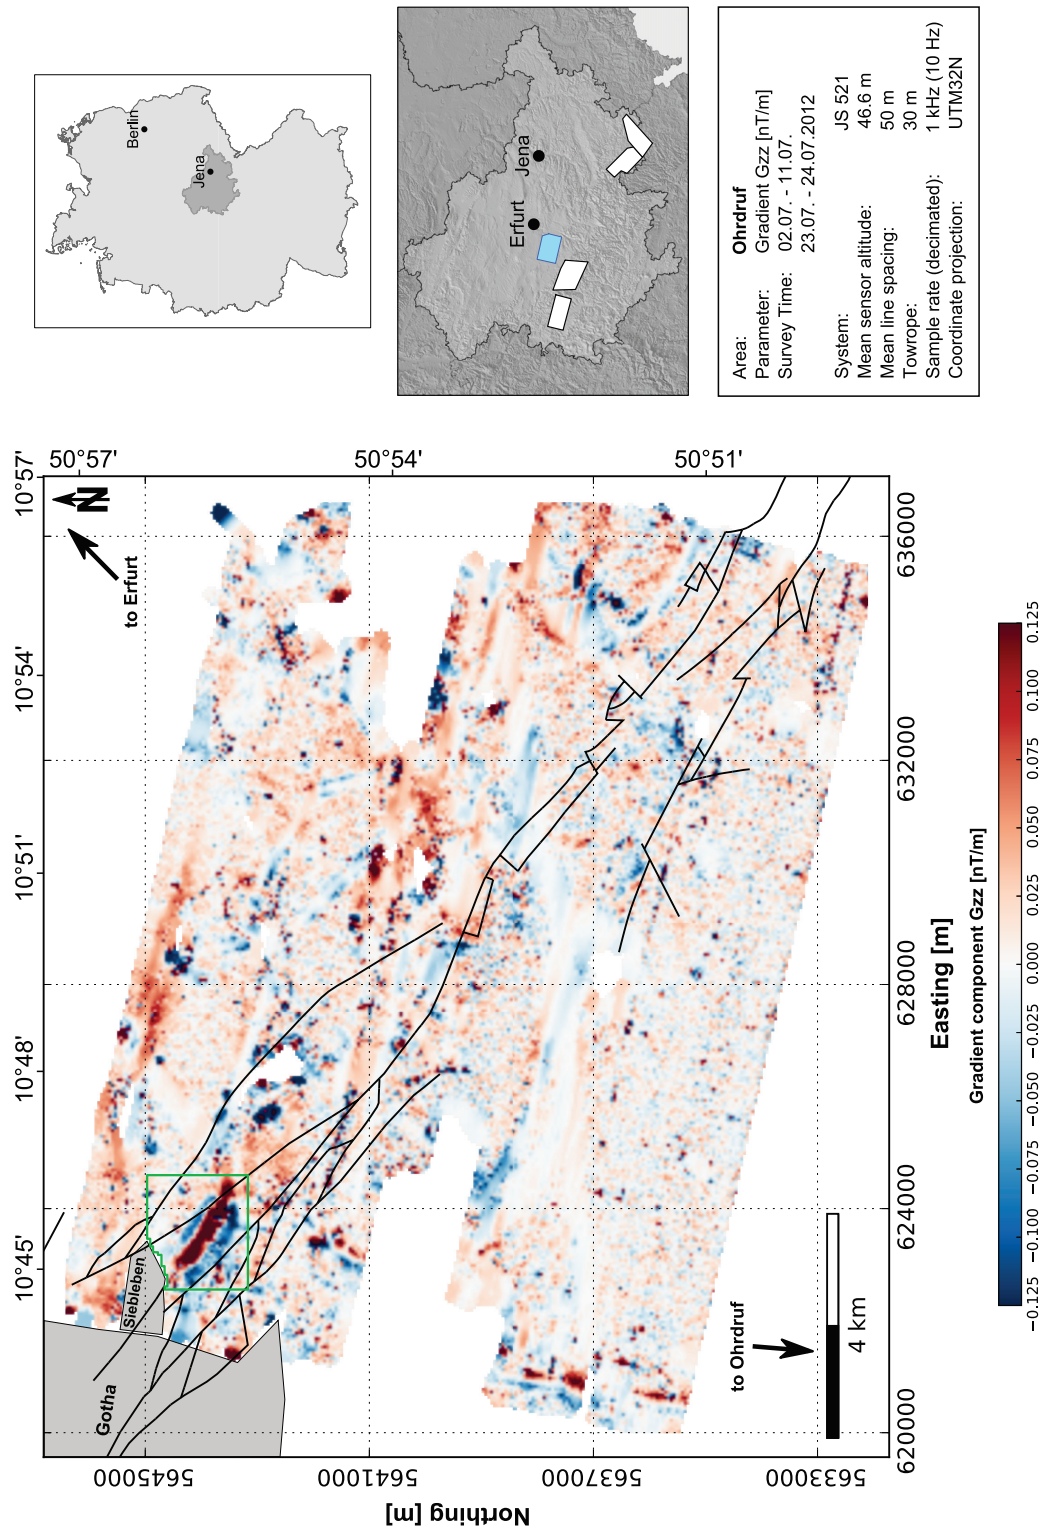 Berlin
Jena
Erfurt
Jena
Area: Ohrdruf
Parameter: Gradient Gzz [nT/m]
Survey Time: 02.07. - 11.07.
23.07. - 24.07.2012
System: JS 521
Mean sensor altitude: 46.6 m
Mean line spacing: 50 m
Towrope: 30 m
Sample rate (decimated): 1 kHz (10 Hz)
Coordinate projection: UTM32N
10°45' 10°48' 10°51' 10°54' 10°57'
50°57'
50°54'
50°51'
N
to Erfurt
Siebleben
Gotha
to Ohrdruf
4 km
5645000
5641000
5637000
5633000
Northing [m]
620000 624000 628000 632000 636000
Easting [m]
Gradient component Gzz [nT/m]
−0.125 −0.100 −0.075 −0.050 −0.025 0.000 0.025 0.050 0.075 0.100 0.125